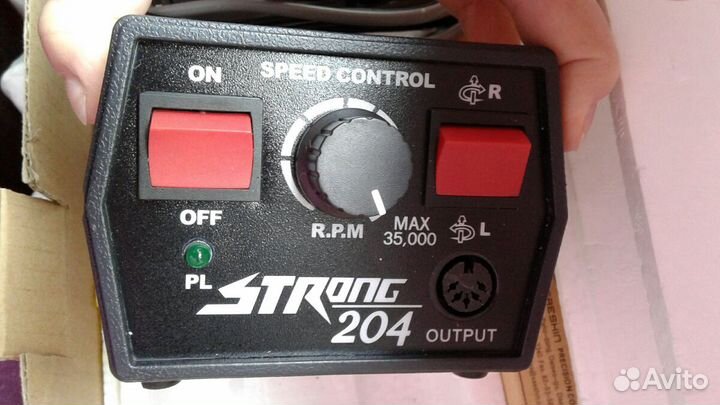 ON
SPEED CONTROL
R
OFF
R.P.M
MAX
35,000
L
PL
STRONG
204
OUTPUT
Avito